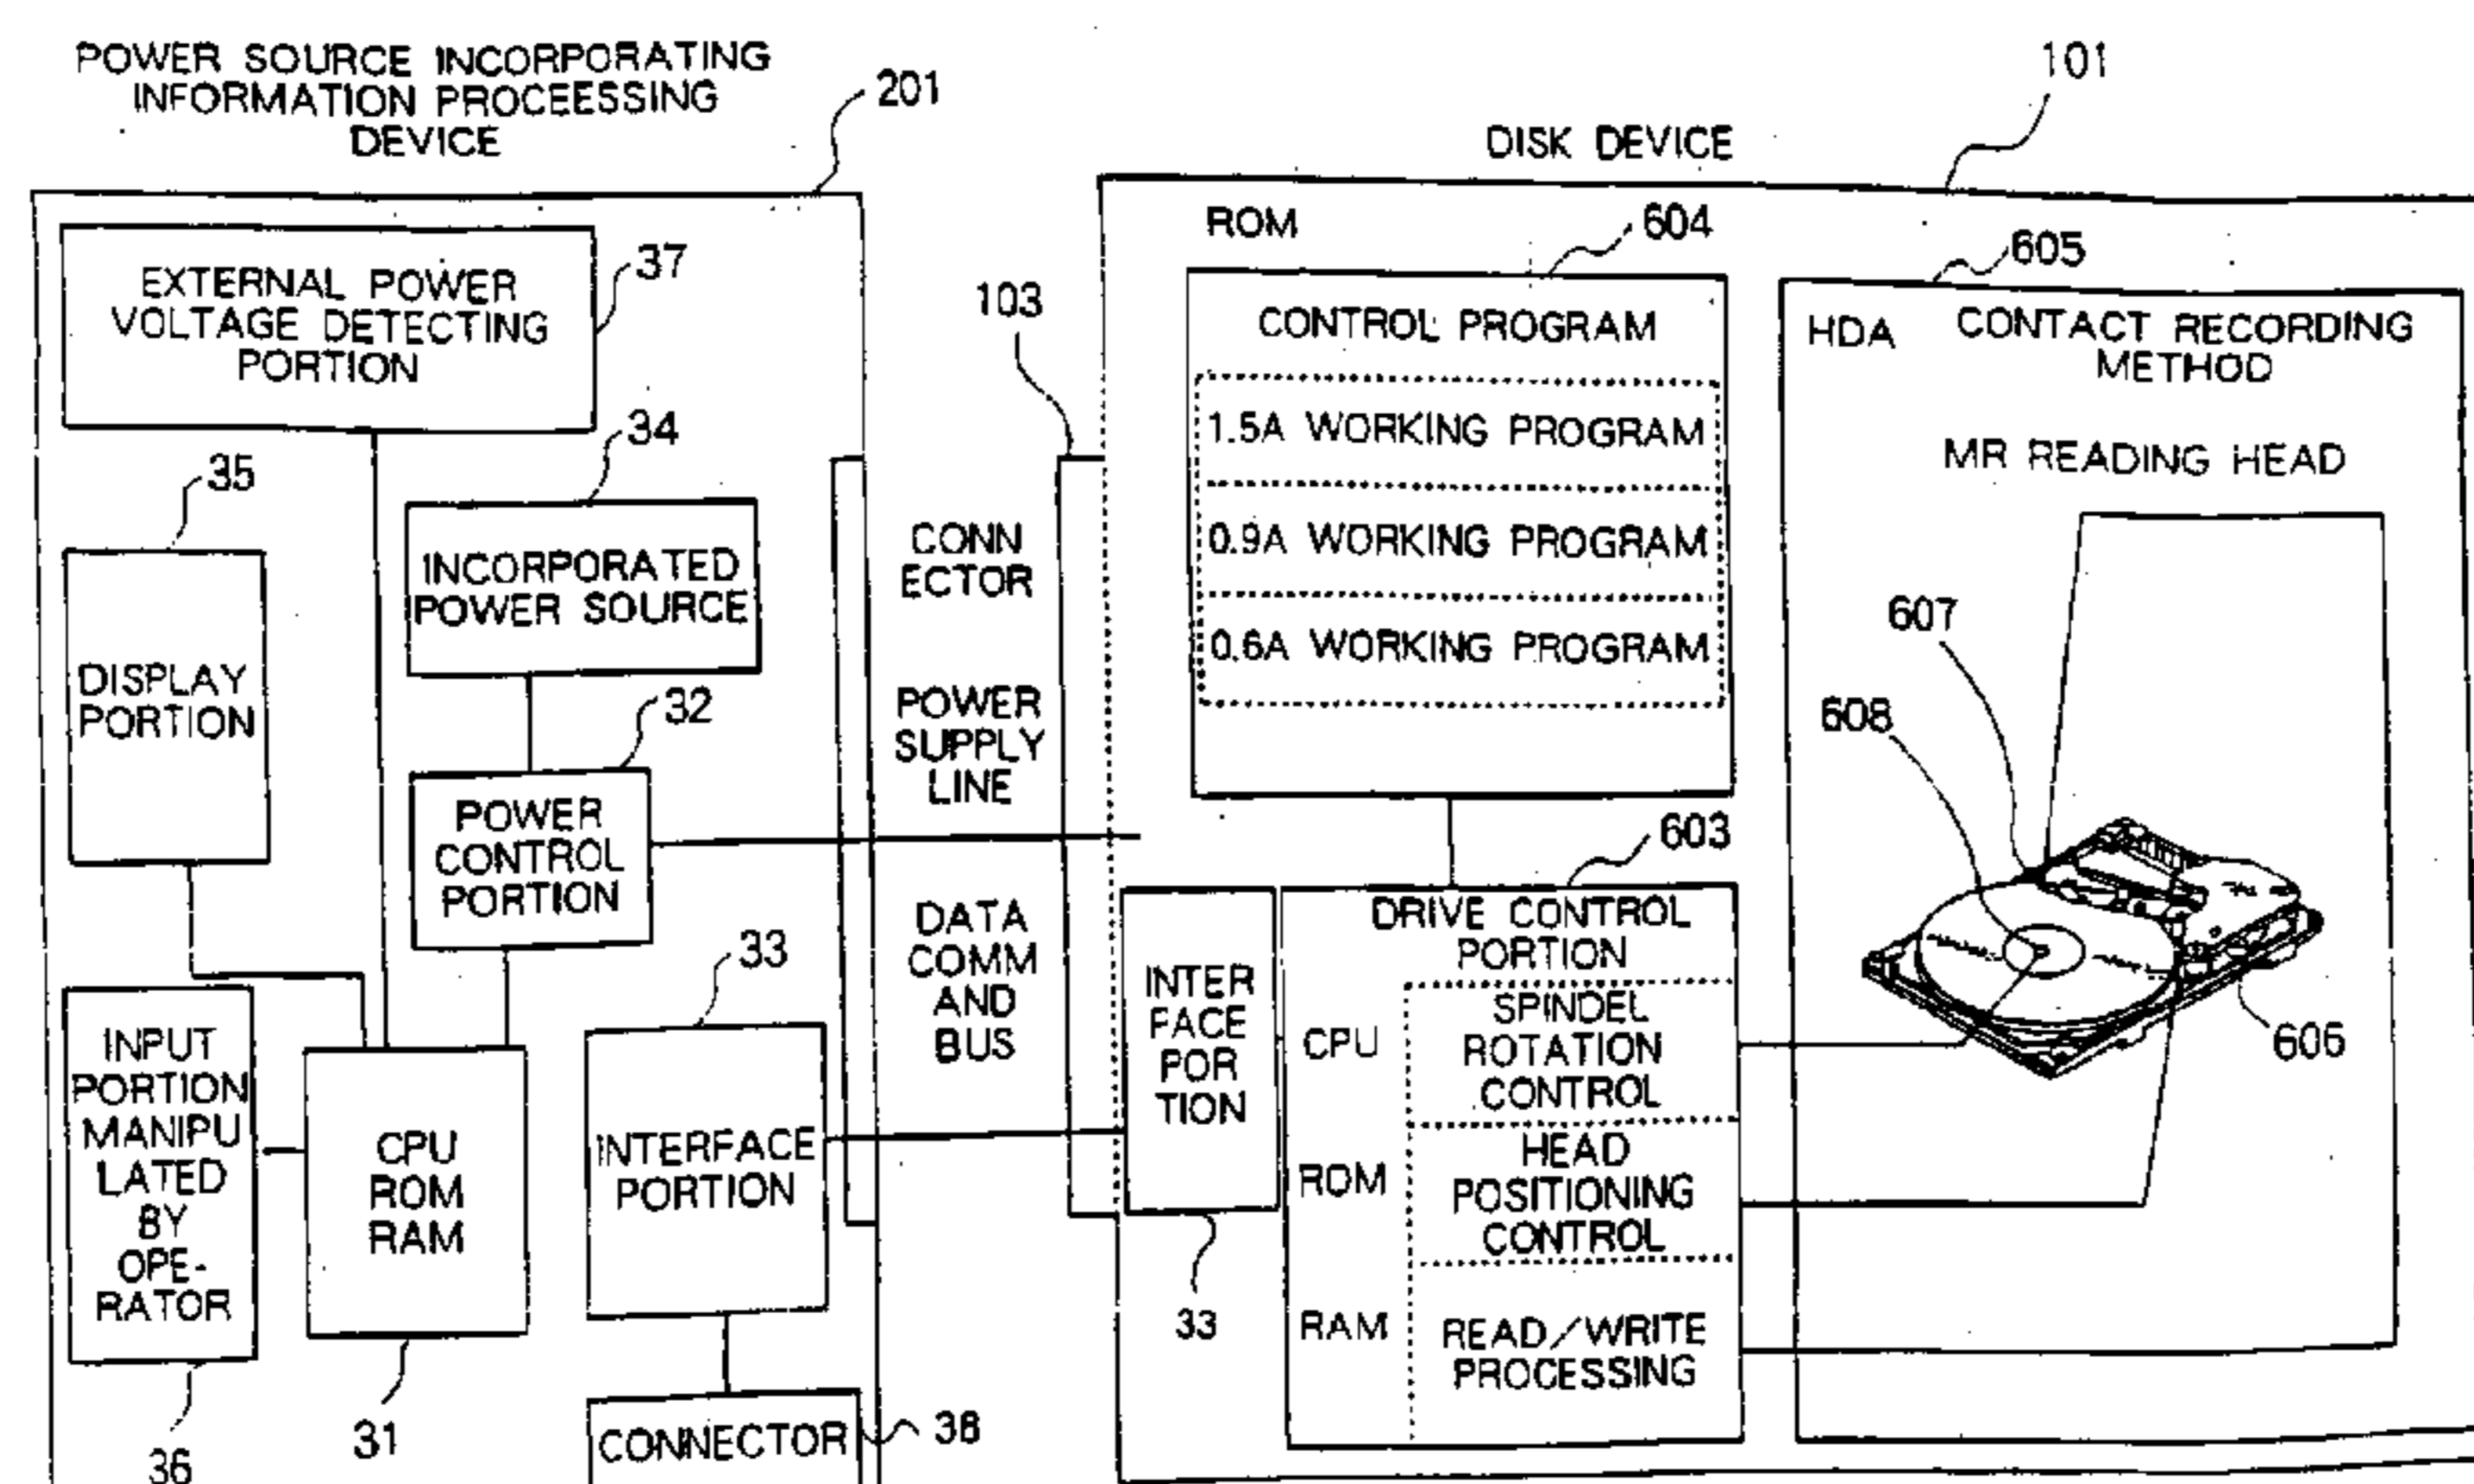 POWER SOURCE INCORPORATING
INFORMATION PROCEESSING
DEVICE
201
EXTERNAL POWER
VOLTAGE DETECTING
PORTION
37
34
35
INCORPORATED
POWER SOURCE
DISPLAY
PORTION
32
POWER
CONTROL
PORTION
33
INPUT
PORTION
MANIPU
LATED
BY
OPE-
RATOR
36
CPU
ROM
RAM
31
INTERFACE
PORTION
CONNECTOR
38
103
CONN
ECTOR
POWER
SUPPLY
LINE
DATA
COMM
AND
BUS
101
DISK DEVICE
ROM
604
CONTROL PROGRAM
1.5A WORKING PROGRAM
0.9A WORKING PROGRAM
0.6A WORKING PROGRAM
603
INTER
FACE
POR
TION
33
DRIVE CONTROL
PORTION
CPU
ROM
RAM
SPINDEL
ROTATION
CONTROL
HEAD
POSITIONING
CONTROL
READ/WRITE
PROCESSING
605
HDA
CONTACT RECORDING
METHOD
MR READING HEAD
607
608
606